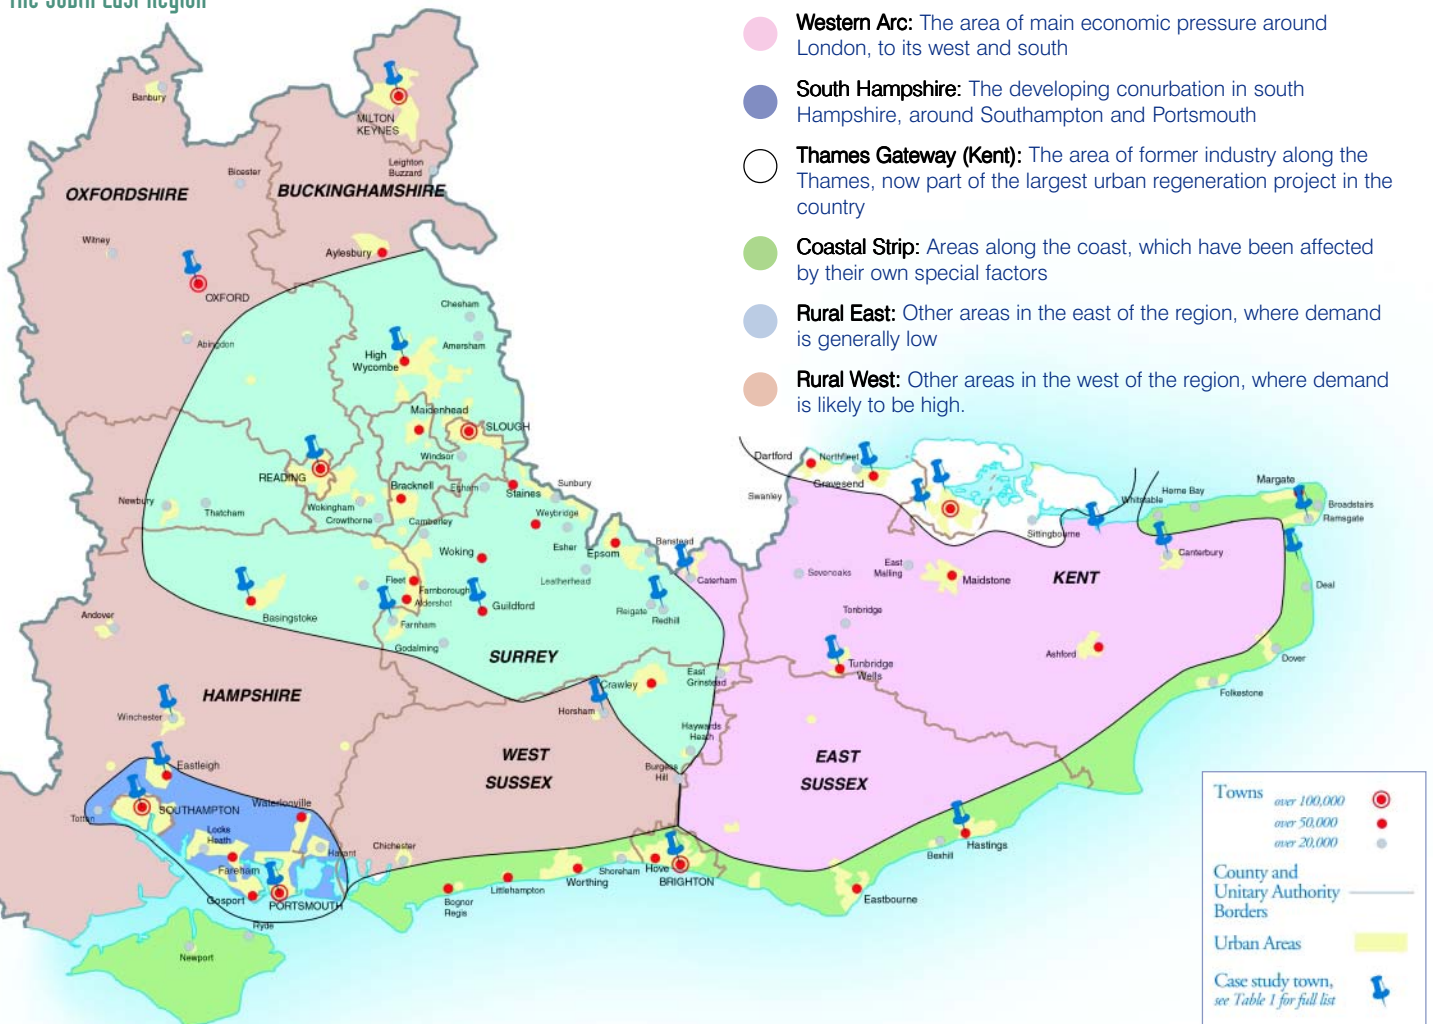 The South East Region
Western Arc: The area of main economic pressure around
London, to its west and south
South Hampshire: The developing conurbation in south
Hampshire, around Southampton and Portsmouth
Thames Gateway (Kent): The area of former industry along the
Thames, now part of the largest urban regeneration project in the
country
Coastal Strip: Areas along the coast, which have been affected
by their own special factors
Rural East: Other areas in the east of the region, where demand
is generally low
Rural West: Other areas in the west of the region, where demand
is likely to be high.
Banbury
MILTON
KEYNES
Leighton
Buzzard
Bicester
OXFORDSHIRE
BUCKINGHAMSHIRE
Witney
Aylesbury
OXFORD
Abingdon
Chesham
Amersham
High
Wycombe
Maidenhead
SLOUGH
Windsor
READING
Bracknell
Egham
Staines
Sunbury
Newbury
Thatcham
Wokingham
Crowthorne
Camberley
Weybridge
Woking
Esher
Epsom
Banstead
Caterham
Leatherhead
Fleet
Farnborough
Aldershot
Guildford
Reigate
Redhill
Basingstoke
Farnham
Godalming
SURREY
Andover
HAMPSHIRE
Winchester
Crawley
East
Grinstead
Horsham
Haywards
Heath
Burgess
Hill
WEST
SUSSEX
EAST
SUSSEX
Eastleigh
SOUTHAMPTON
Totton
Waterlooville
Locks
Heath
Fareham
Havant
Gosport
PORTSMOUTH
Chichester
Ryde
Newport
Bognor
Regis
Littlehampton
Worthing
Shoreham
Hove
BRIGHTON
Eastbourne
Bexhill
Hastings
Dartford
Northfleet
Gravesend
Swanley
Sittingbourne
Whitstable
Herne Bay
Margate
Broadstairs
Ramsgate
Canterbury
Sevenoaks
East
Malling
Maidstone
KENT
Deal
Tonbridge
Tunbridge
Wells
Ashford
Dover
Folkestone
Towns
over 100,000
over 50,000
over 20,000
County and
Unitary Authority
Borders
Urban Areas
Case study town,
see Table 1 for full list